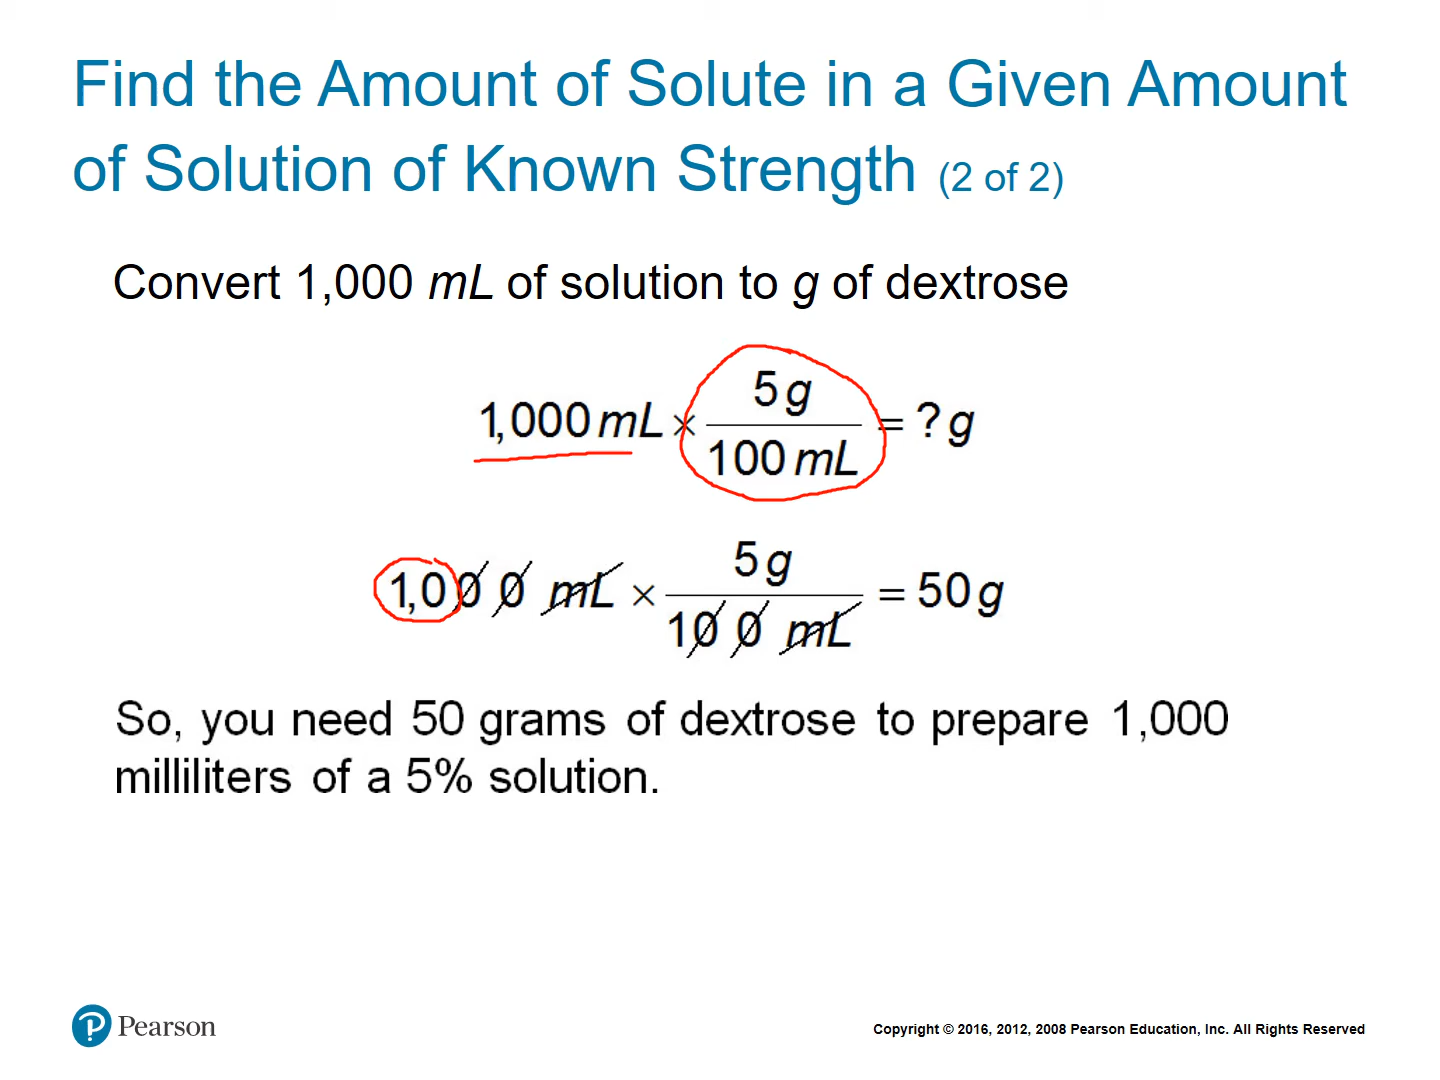 Find the Amount of Solute in a Given Amount
of Solution of Known Strength (2 of 2)
Convert 1,000 mL of solution to g of dextrose
1,000 mL × 5 g / 100 mL = ? g
1,000 mL × 5 g / 100 mL = 50 g
So, you need 50 grams of dextrose to prepare 1,000
milliliters of a 5% solution.
Pearson
Copyright © 2016, 2012, 2008 Pearson Education, Inc. All Rights Reserved